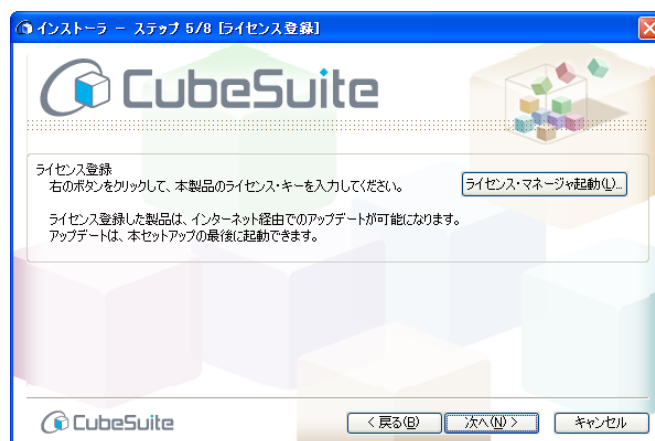 インストーラ － ステップ 5/8 [ライセンス登録]
CubeSuite
ライセンス登録
右のボタンをクリックして、本製品のライセンス・キーを入力してください。
ライセンス・マネージャ起動(L)...
ライセンス登録した製品は、インターネット経由でのアップデートが可能になります。
アップデートは、本セットアップの最後に起動できます。
CubeSuite
< 戻る(B)
次へ(N) >
キャンセル